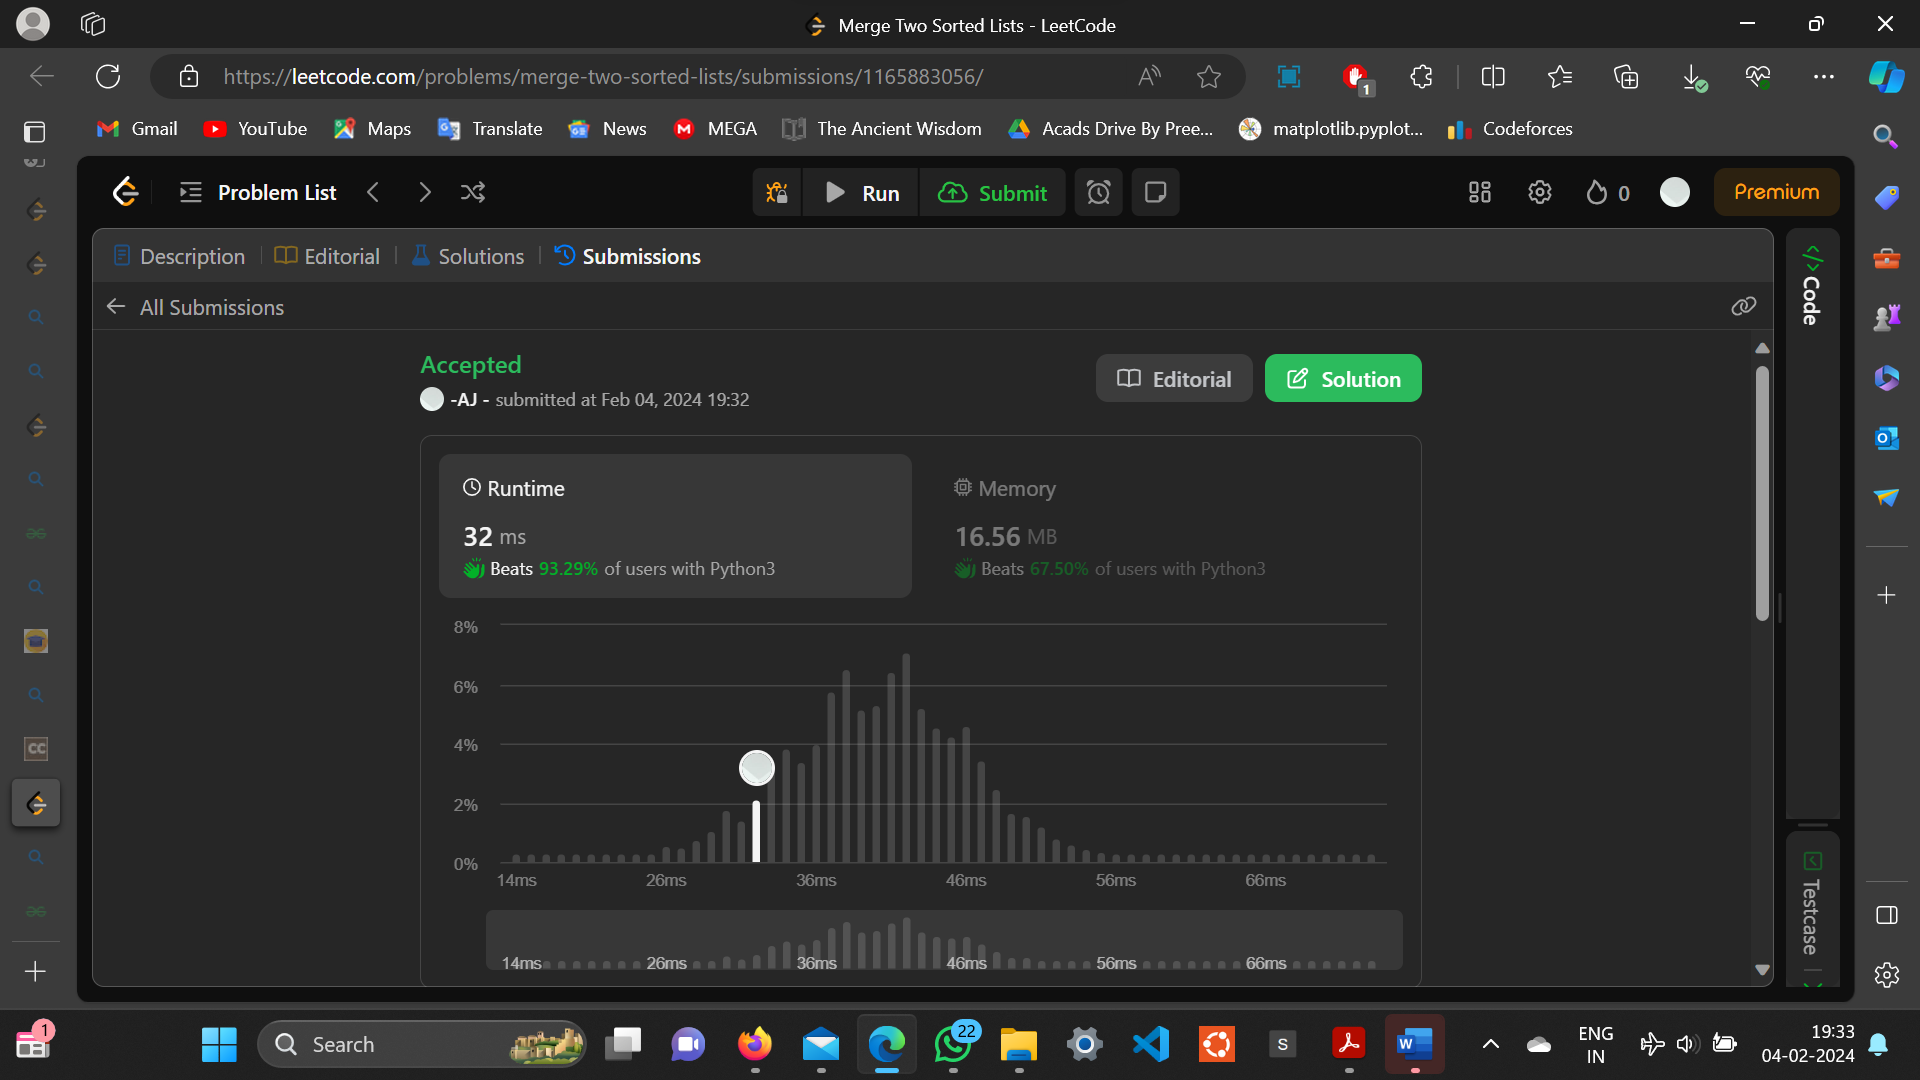 Merge Two Sorted Lists - LeetCode
https://leetcode.com/problems/merge-two-sorted-lists/submissions/1165883056/
1
Gmail YouTube Maps Translate News MEGA The Ancient Wisdom Acads Drive By Pree... matplotlib.pyplot... Codeforces
Problem List Run Submit 0 Premium
Description Editorial Solutions Submissions
All Submissions
Code
Accepted
-AJ - submitted at Feb 04, 2024 19:32
Editorial Solution
Runtime
32 ms
Beats 93.29% of users with Python3
Memory
16.56 MB
Beats 67.50% of users with Python3
8%
6%
4%
2%
0%
14ms 26ms 36ms 46ms 56ms 66ms
14ms 26ms 36ms 46ms 56ms 66ms
Testcase
CC
1
Search
22
S
W
ENG
IN
19:33
04-02-2024